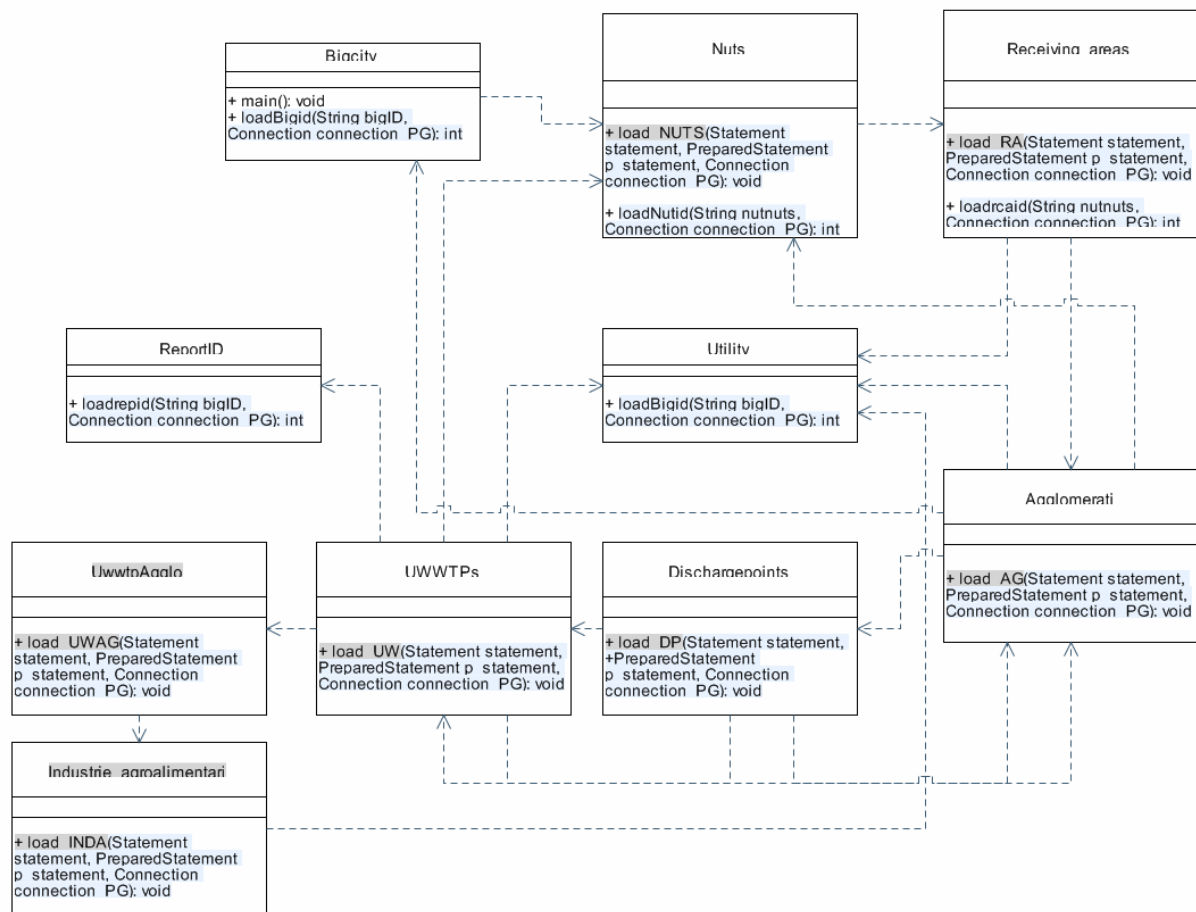 Bigcity
+ main(): void
+ loadBigid(String bigID,
Connection connection_PG): int
Nuts
+ load_NUTS(Statement
statement, PreparedStatement
p_statement, Connection
connection_PG): void
+ loadNutid(String nutnuts,
Connection connection_PG): int
Receiving_areas
+ load_RA(Statement statement,
PreparedStatement p_statement,
Connection connection_PG): void
+ loadrcaid(String nutnuts,
Connection connection_PG): int
ReportID
+ loadrepid(String bigID,
Connection connection_PG): int
Utility
+ loadBigid(String bigID,
Connection connection_PG): int
Agglomerati
+ load_AG(Statement statement,
PreparedStatement p_statement,
Connection connection_PG): void
UwwtpAgglo
+ load_UWAG(Statement
statement, PreparedStatement
p_statement, Connection
connection_PG): void
UWWTPs
+ load_UW(Statement statement,
PreparedStatement p_statement,
Connection connection_PG): void
Dischargepoints
+ load_DP(Statement statement,
+PreparedStatement
p_statement, Connection
connection_PG): void
Industrie_agroalimentari
+ load_INDA(Statement
statement, PreparedStatement
p_statement, Connection
connection_PG): void